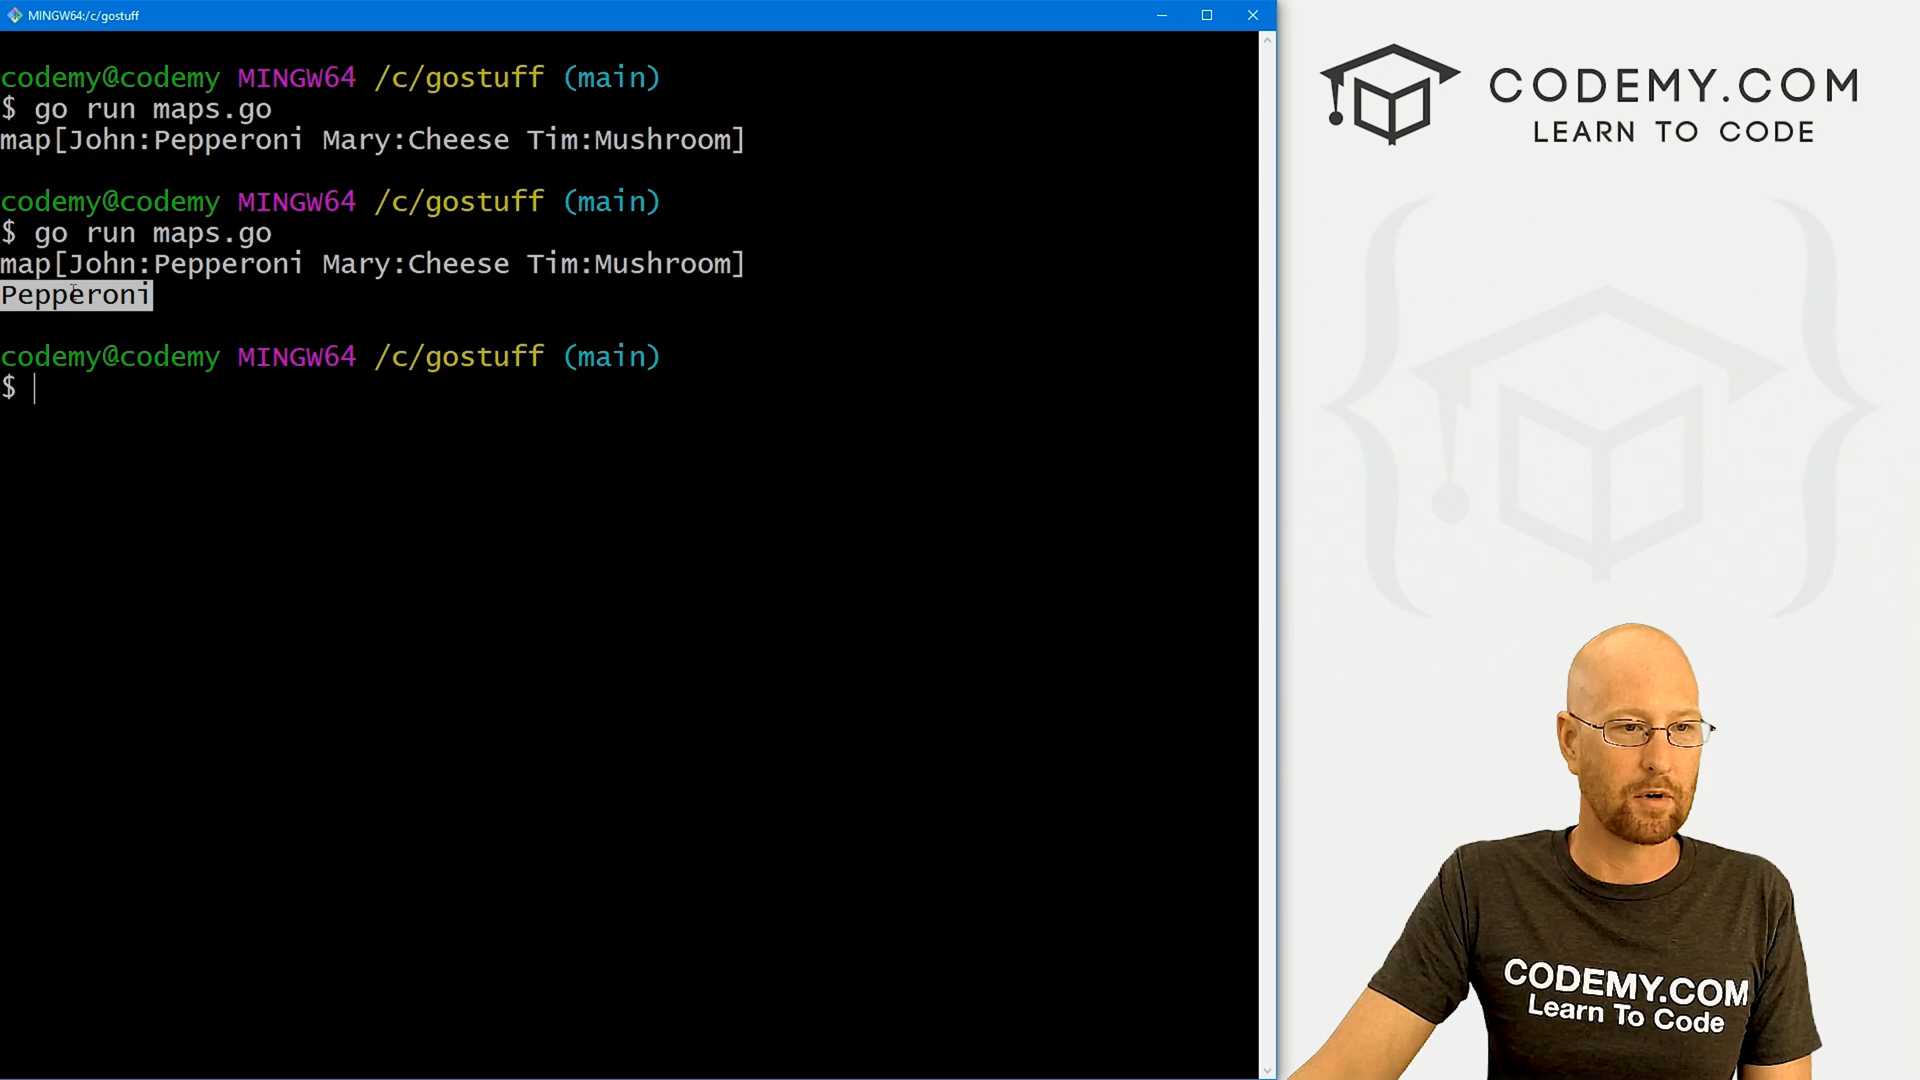 MINGW64:/c/gostuff
codemy@codemy MINGW64 /c/gostuff (main)
$ go run maps.go
map[John:Pepperoni Mary:Cheese Tim:Mushroom]
codemy@codemy MINGW64 /c/gostuff (main)
$ go run maps.go
map[John:Pepperoni Mary:Cheese Tim:Mushroom]
Pepperoni
codemy@codemy MINGW64 /c/gostuff (main)
$
CODEMY.COM
LEARN TO CODE
CODEMY.COM
Learn To Code